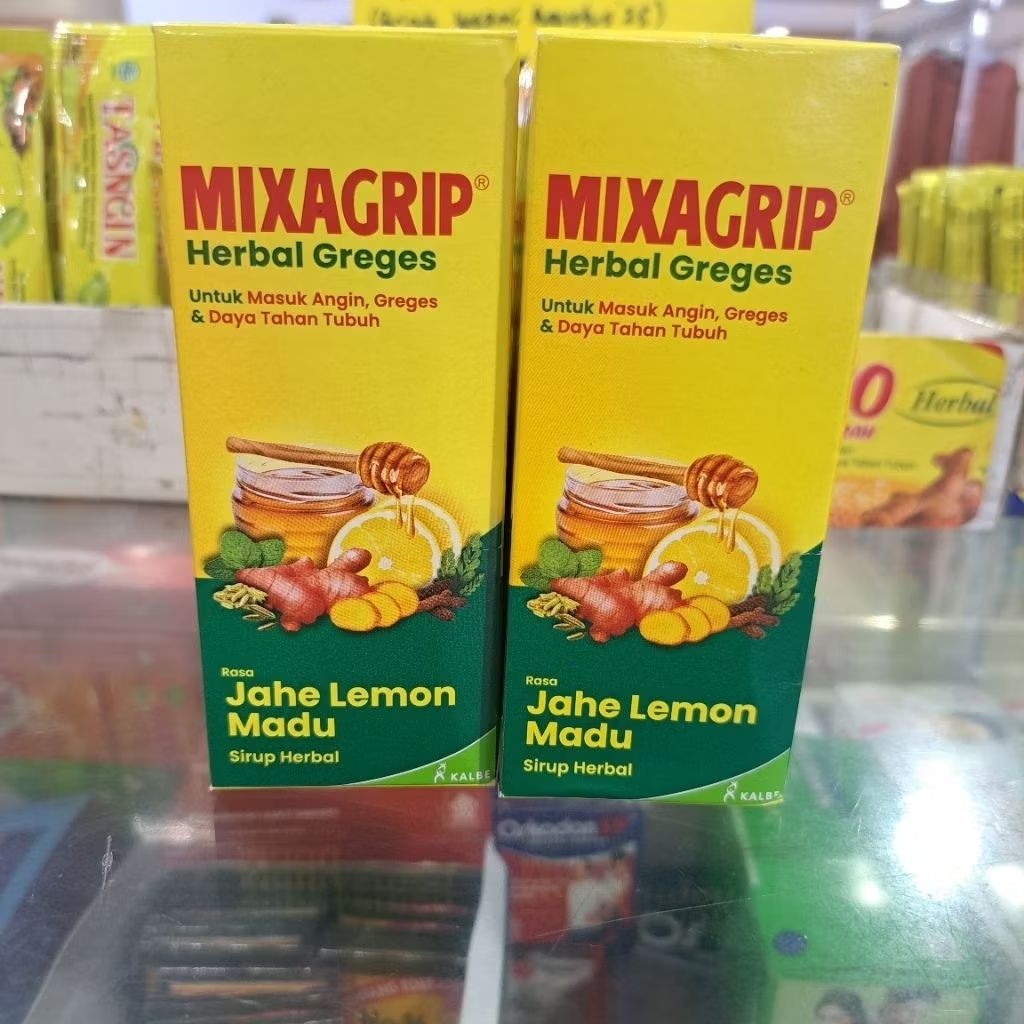 TASNGIN
MIXAGRIP®
Herbal Greges
Untuk Masuk Angin, Greges
& Daya Tahan Tubuh
Rasa
Jahe Lemon
Madu
Sirup Herbal
KALBE
MIXAGRIP®
Herbal Greges
Untuk Masuk Angin, Greges
& Daya Tahan Tubuh
Rasa
Jahe Lemon
Madu
Sirup Herbal
KALBE
Herbal